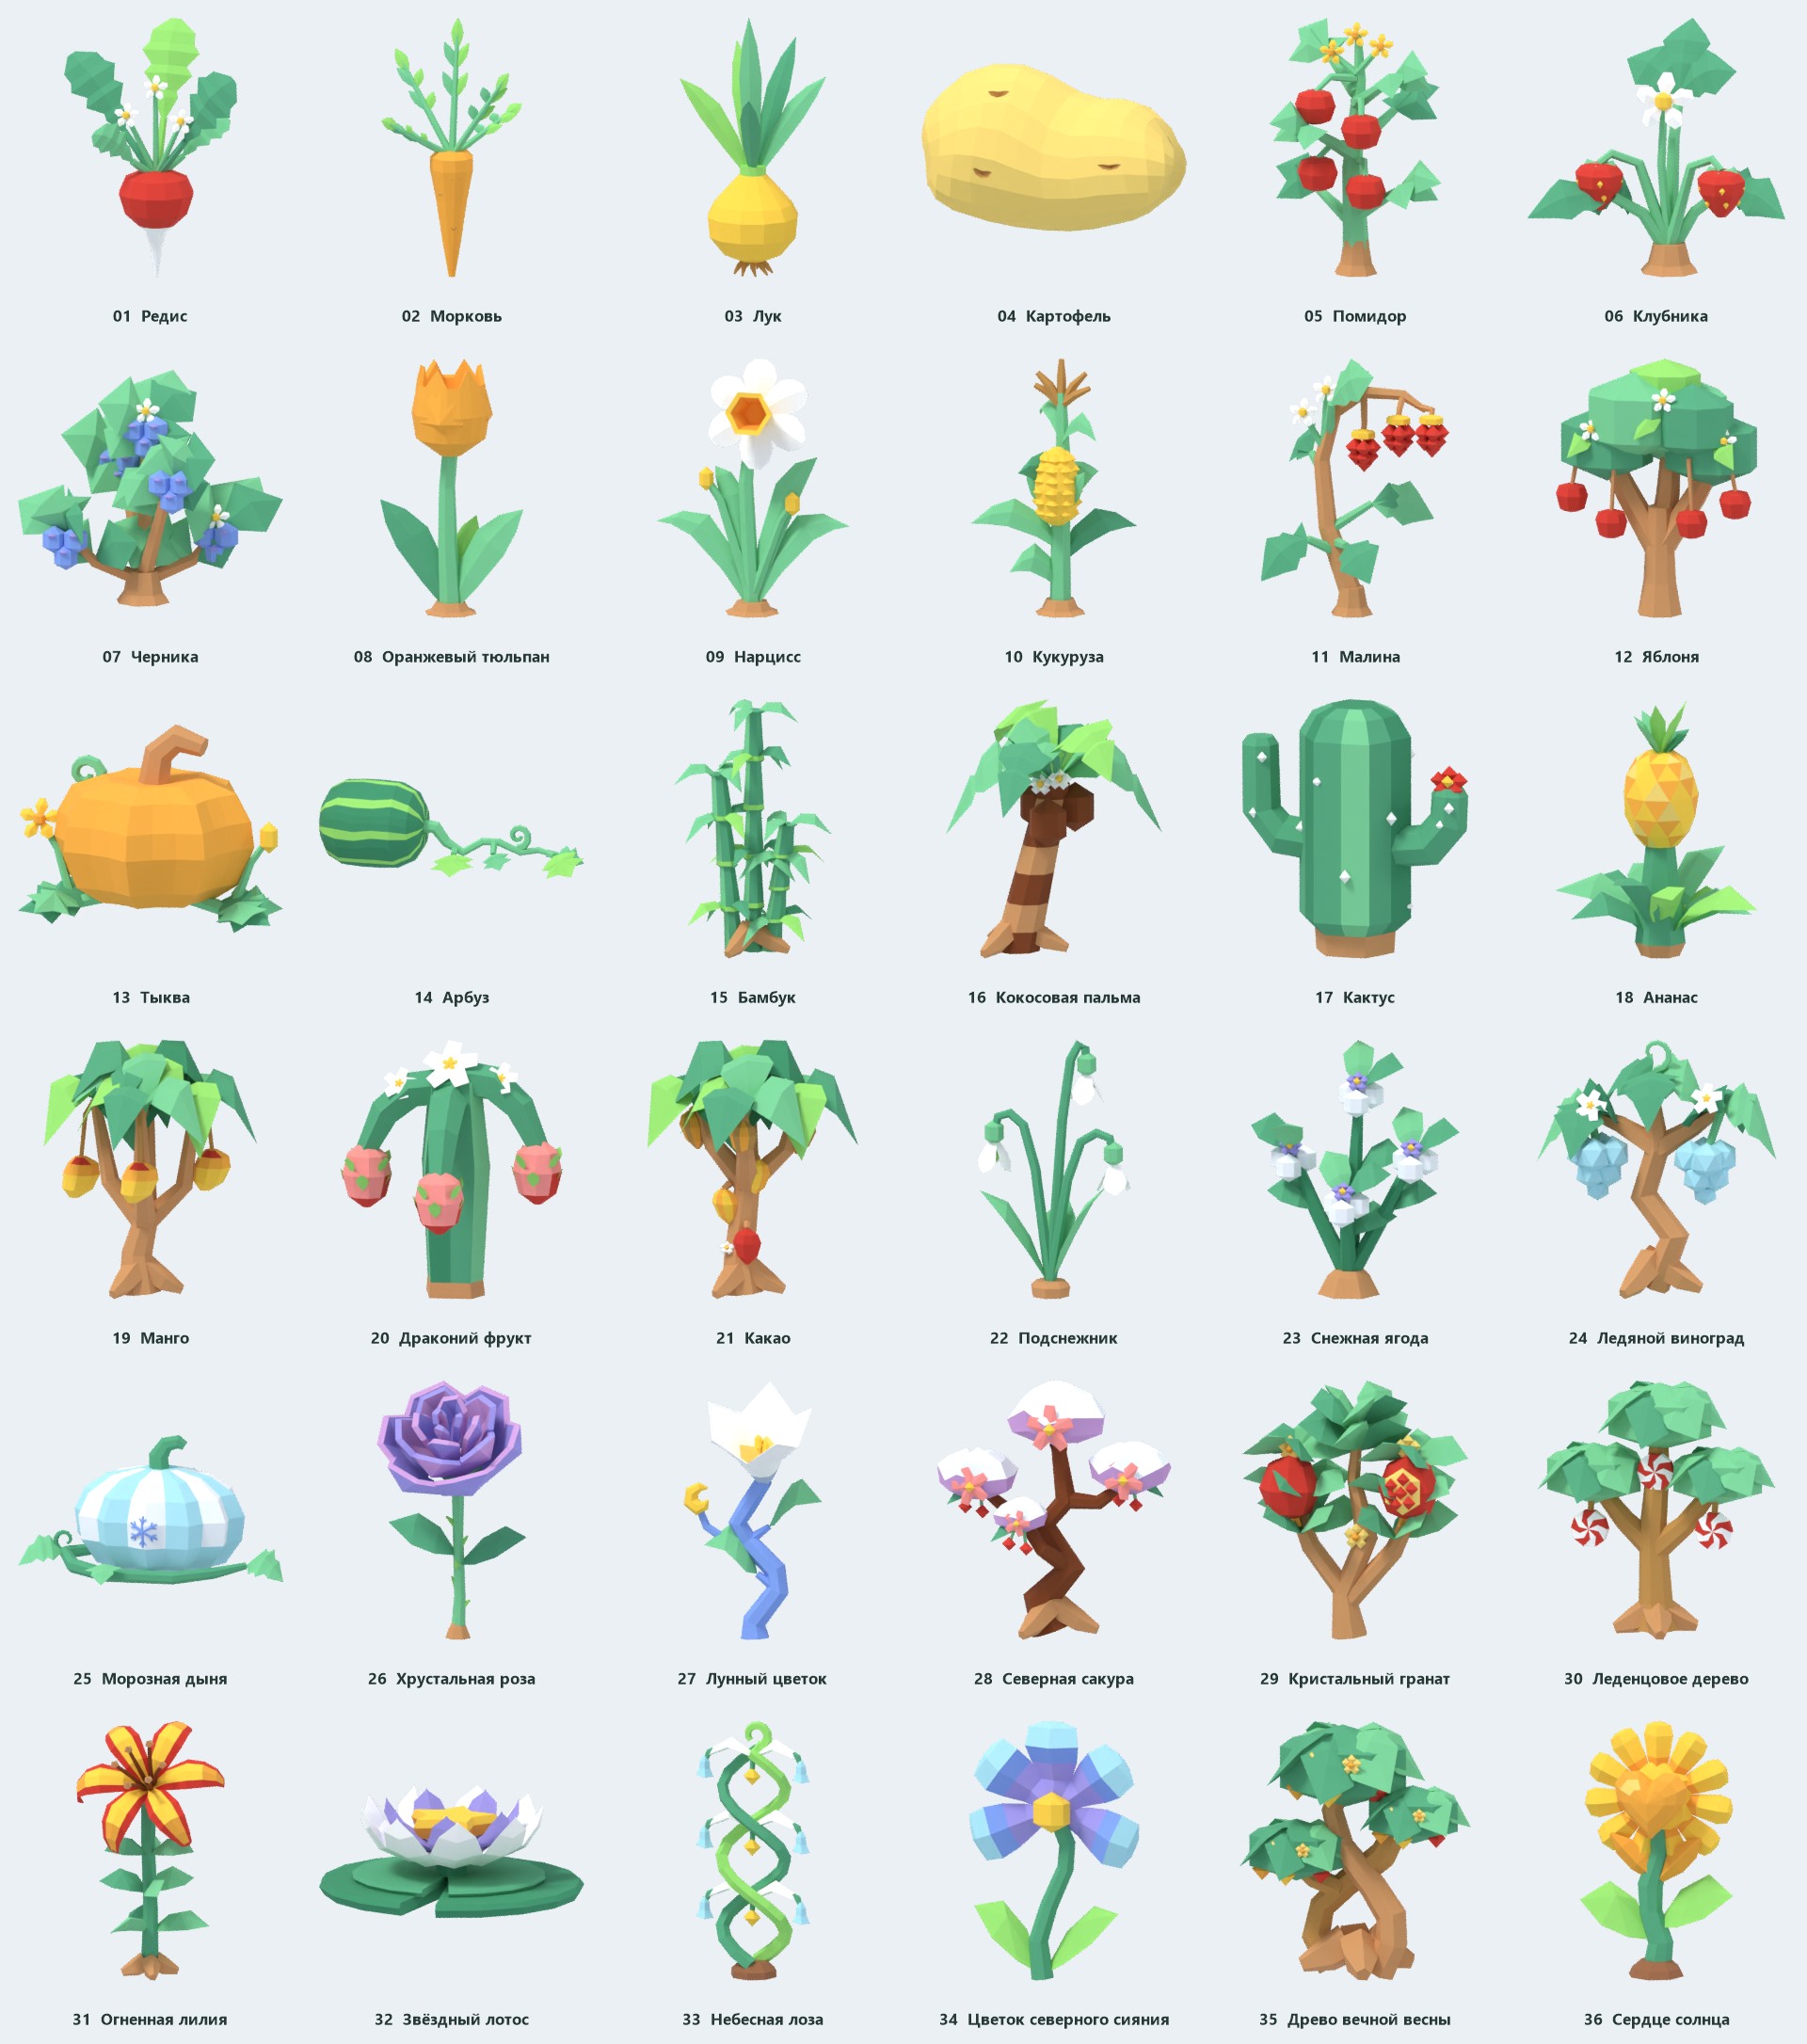 01 Редис
02 Морковь
03 Лук
04 Картофель
05 Помидор
06 Клубника
07 Черника
08 Оранжевый тюльпан
09 Нарцисс
10 Кукуруза
11 Малина
12 Яблоня
13 Тыква
14 Арбуз
15 Бамбук
16 Кокосовая пальма
17 Кактус
18 Ананас
19 Манго
20 Драконий фрукт
21 Какао
22 Подснежник
23 Снежная ягода
24 Ледяной виноград
25 Морозная дыня
26 Хрустальная роза
27 Лунный цветок
28 Северная сакура
29 Кристальный гранат
30 Леденцовое дерево
31 Огненная лилия
32 Звёздный лотос
33 Небесная лоза
34 Цветок северного сияния
35 Древо вечной весны
36 Сердце солнца